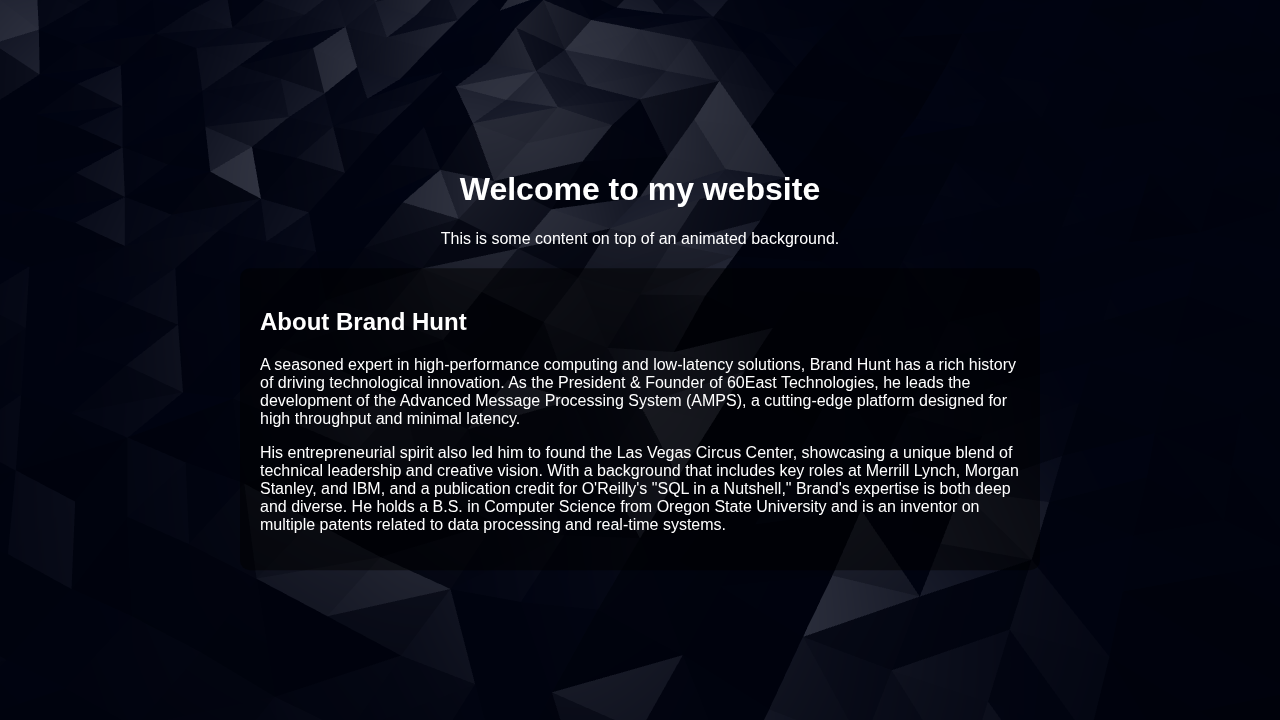 Welcome to my website
This is some content on top of an animated background.
About Brand Hunt
A seasoned expert in high-performance computing and low-latency solutions, Brand Hunt has a rich history
of driving technological innovation. As the President & Founder of 60East Technologies, he leads the
development of the Advanced Message Processing System (AMPS), a cutting-edge platform designed for
high throughput and minimal latency.
His entrepreneurial spirit also led him to found the Las Vegas Circus Center, showcasing a unique blend of
technical leadership and creative vision. With a background that includes key roles at Merrill Lynch, Morgan
Stanley, and IBM, and a publication credit for O'Reilly's "SQL in a Nutshell," Brand's expertise is both deep
and diverse. He holds a B.S. in Computer Science from Oregon State University and is an inventor on
multiple patents related to data processing and real-time systems.